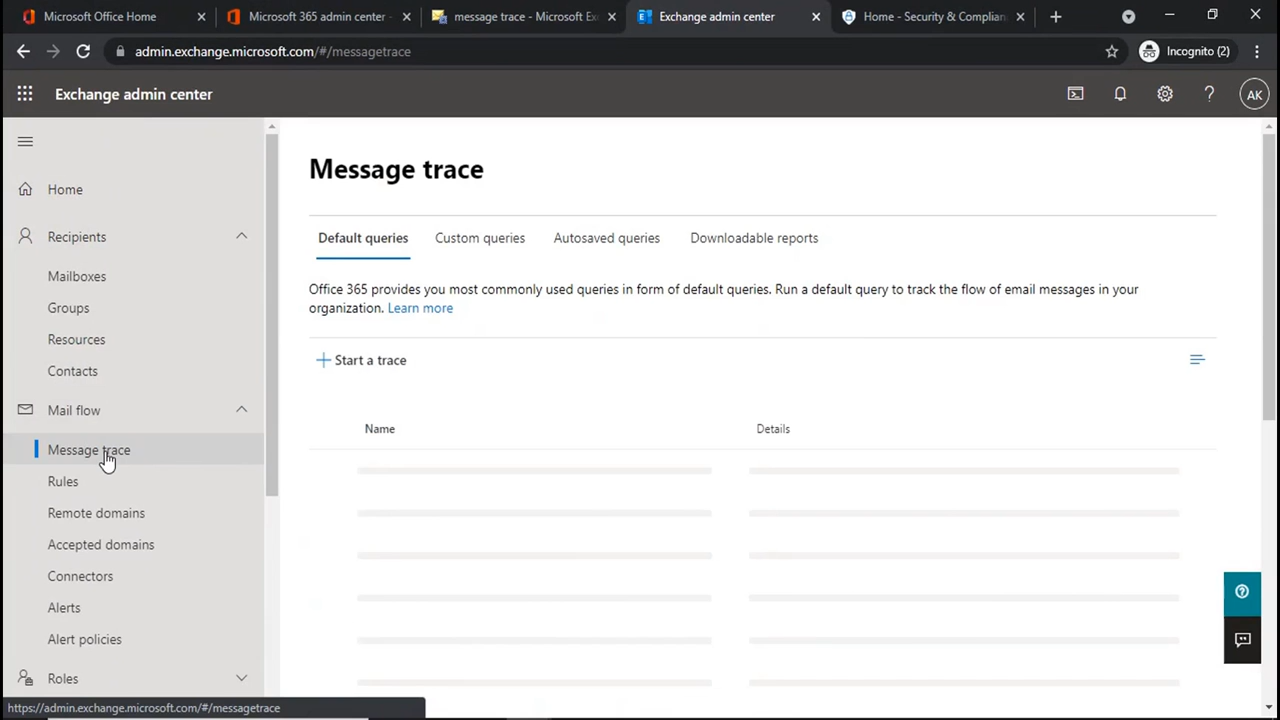 Microsoft Office Home
Microsoft 365 admin center -
message trace - Microsoft Ex
Exchange admin center
Home - Security & Complian
admin.exchange.microsoft.com/#/messagetrace
Incognito (2)
Exchange admin center
AK
Home
Recipients
Mailboxes
Groups
Resources
Contacts
Mail flow
Message trace
Rules
Remote domains
Accepted domains
Connectors
Alerts
Alert policies
Roles
Message trace
Default queries
Custom queries
Autosaved queries
Downloadable reports
Office 365 provides you most commonly used queries in form of default queries. Run a default query to track the flow of email messages in your
organization. Learn more
Start a trace
Name
Details
https://admin.exchange.microsoft.com/#/messagetrace